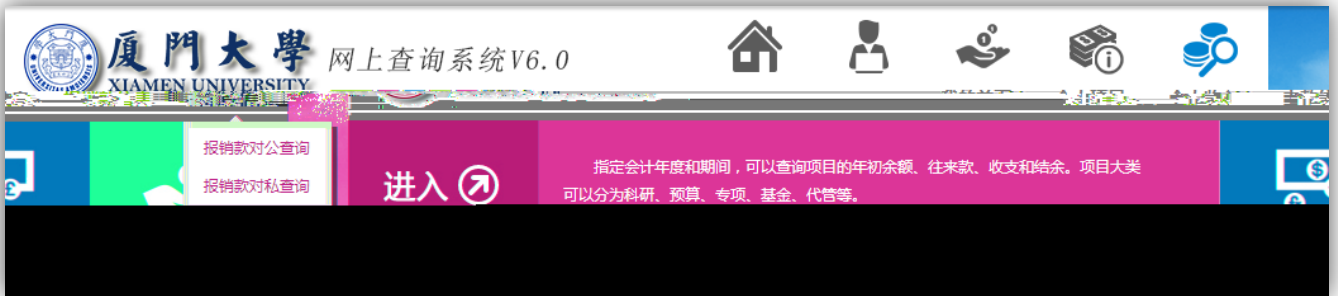 厦門大學 网上查询系统V6.0
XIAMEN UNIVERSITY
报销款对公查询
报销款对私查询
进入
指定会计年度和期间，可以查询项目的年初余额、往来款、收支和结余。项目大类
可以分为科研、预算、专项、基金、代管等。